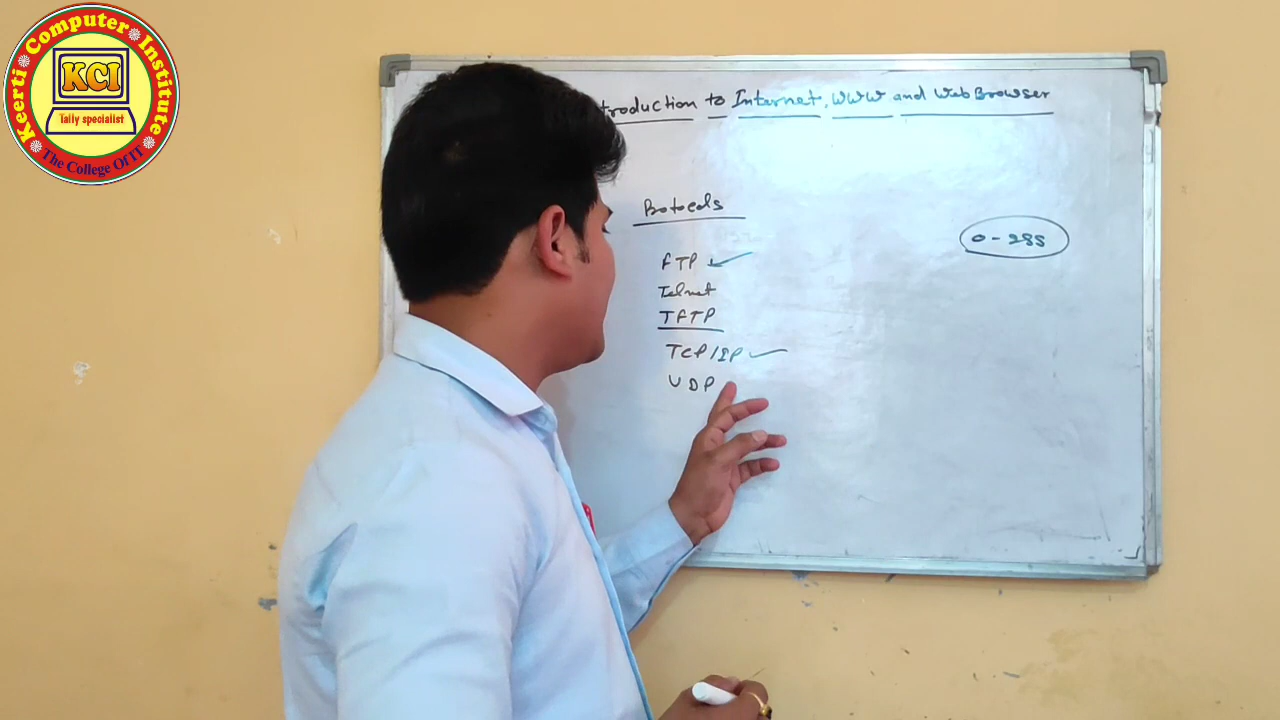 Keerti Computer Institute
KCI
Tally specialist
The College Of IT
troduction to Internet, WWW and Web Browser
Protocols
0 - 255
FTP
Telnet
TFTP
TCP/IP
UDP